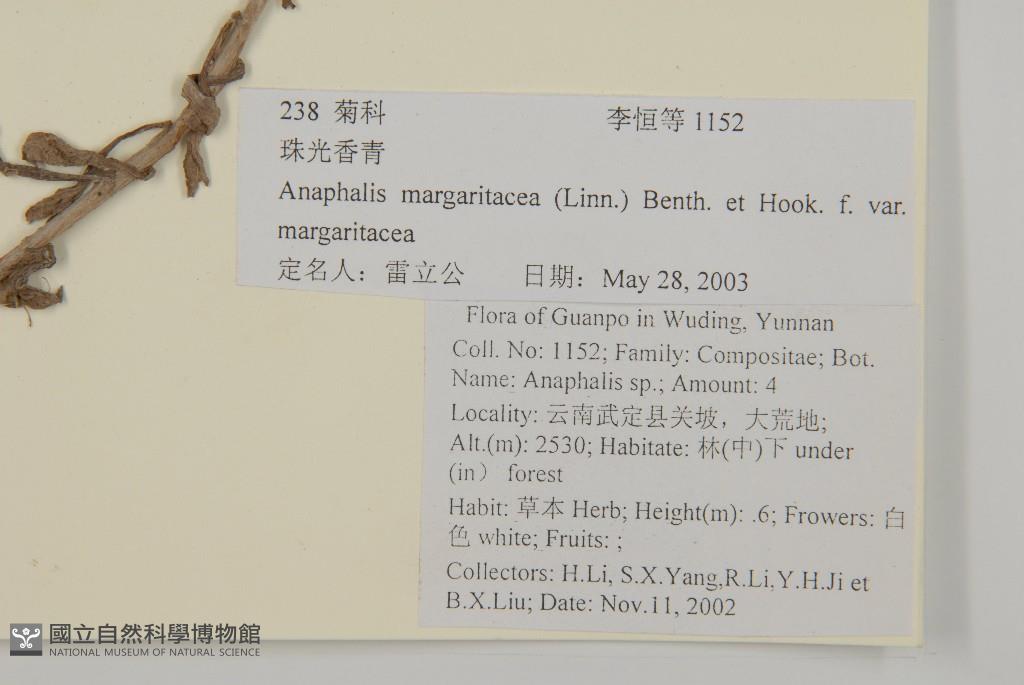 238 菊科 李恒等 1152
珠光香青
Anaphalis margaritacea (Linn.) Benth. et Hook. f. var.
margaritacea
定名人：雷立公 日期：May 28, 2003
Flora of Guanpo in Wuding, Yunnan
Coll. No: 1152; Family: Compositae; Bot.
Name: Anaphalis sp.; Amount: 4
Locality: 云南武定县关坡，大荒地;
Alt.(m): 2530; Habitate: 林(中)下 under
(in） forest
Habit: 草本 Herb; Height(m): .6; Frowers: 白
色 white; Fruits: ;
Collectors: H.Li, S.X.Yang,R.Li,Y.H.Ji et
B.X.Liu; Date: Nov.11, 2002
國立自然科學博物館
NATIONAL MUSEUM OF NATURAL SCIENCE